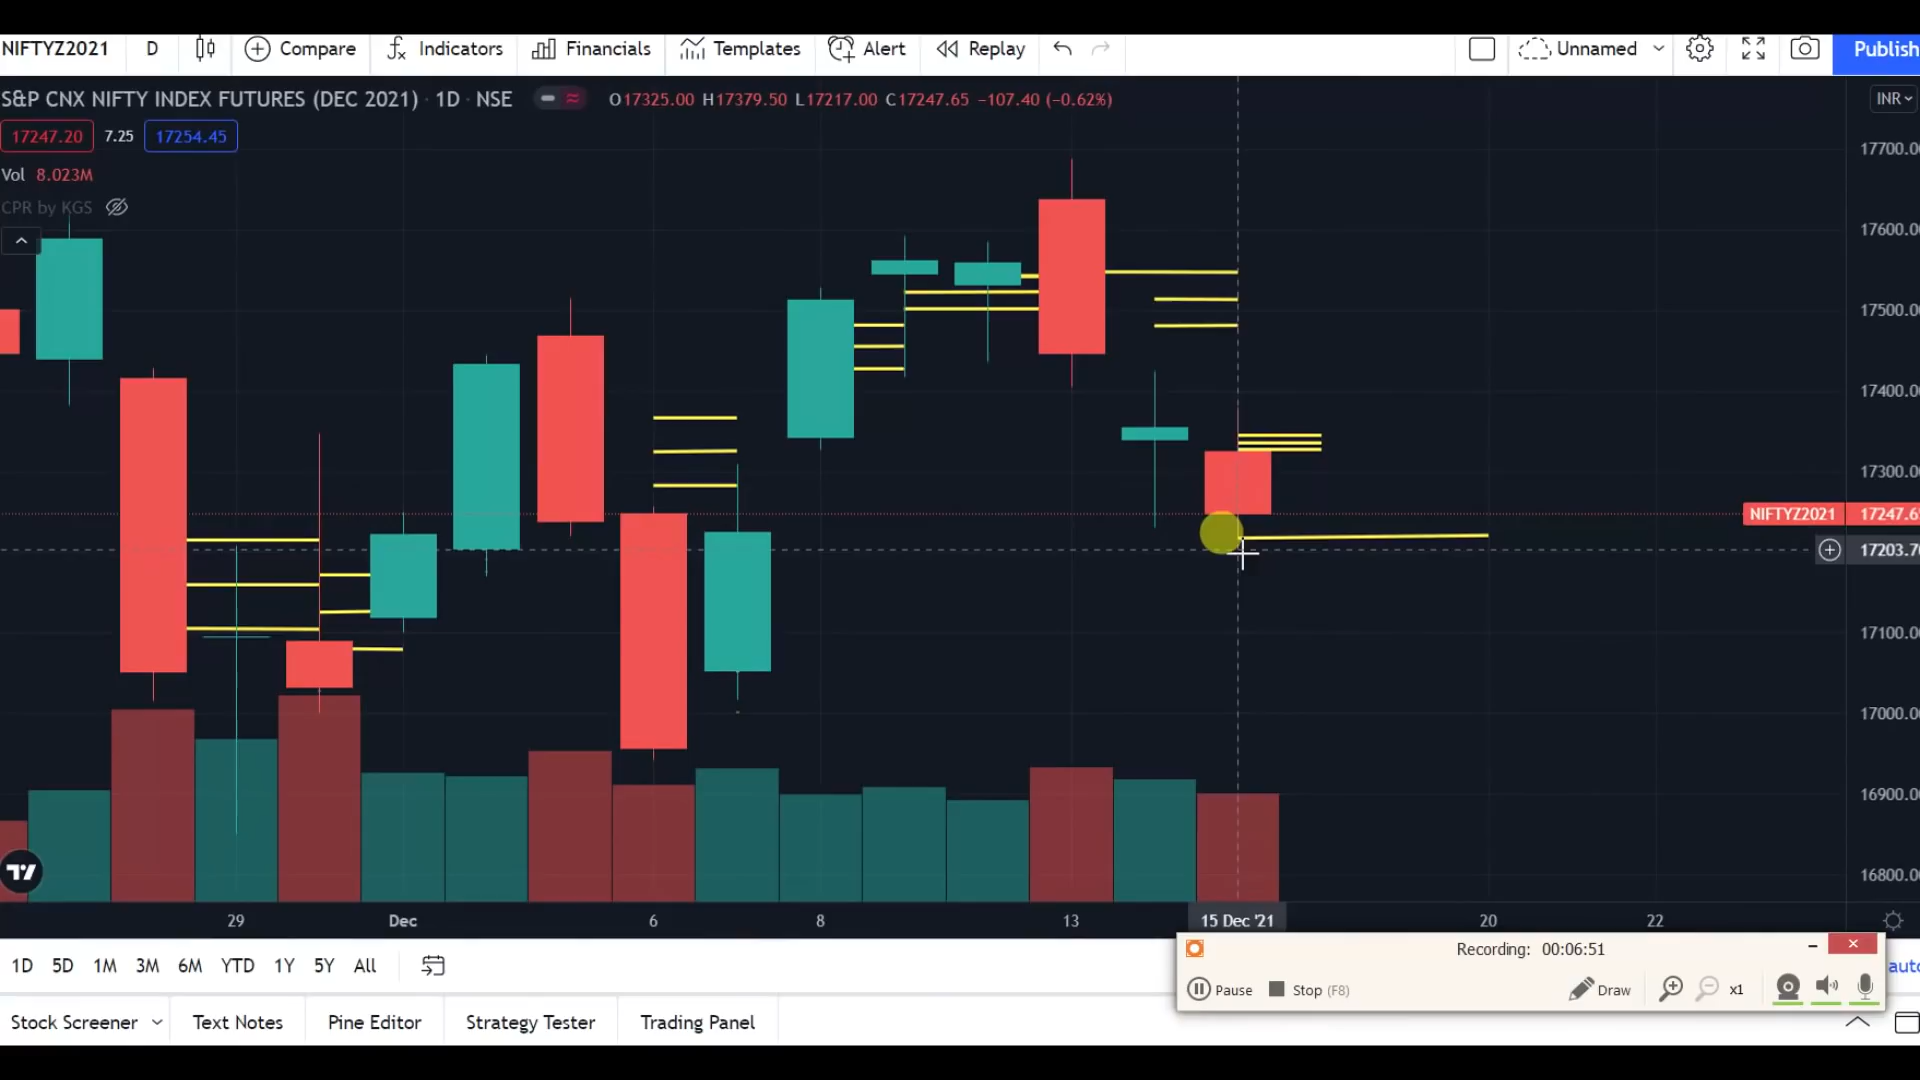 NIFTYZ2021 D Compare Indicators Financials Templates Alert Replay Unnamed Publish
S&P CNX NIFTY INDEX FUTURES (DEC 2021) · 1D · NSE O17325.00 H17379.50 L17217.00 C17247.65 −107.40 (−0.62%) INR
17247.20 7.25 17254.45
17700.0
Vol 8.023M
CPR by KGS
17600.0
17500.0
17400.0
17300.0
NIFTYZ2021 17247.65
17203.70
17100.0
17000.0
16900.0
16800.0
29 Dec 6 8 13 15 Dec '21 20 22
1D 5D 1M 3M 6M YTD 1Y 5Y All
Recording: 00:06:51
auto
Pause Stop (F8) Draw x1
Stock Screener Text Notes Pine Editor Strategy Tester Trading Panel